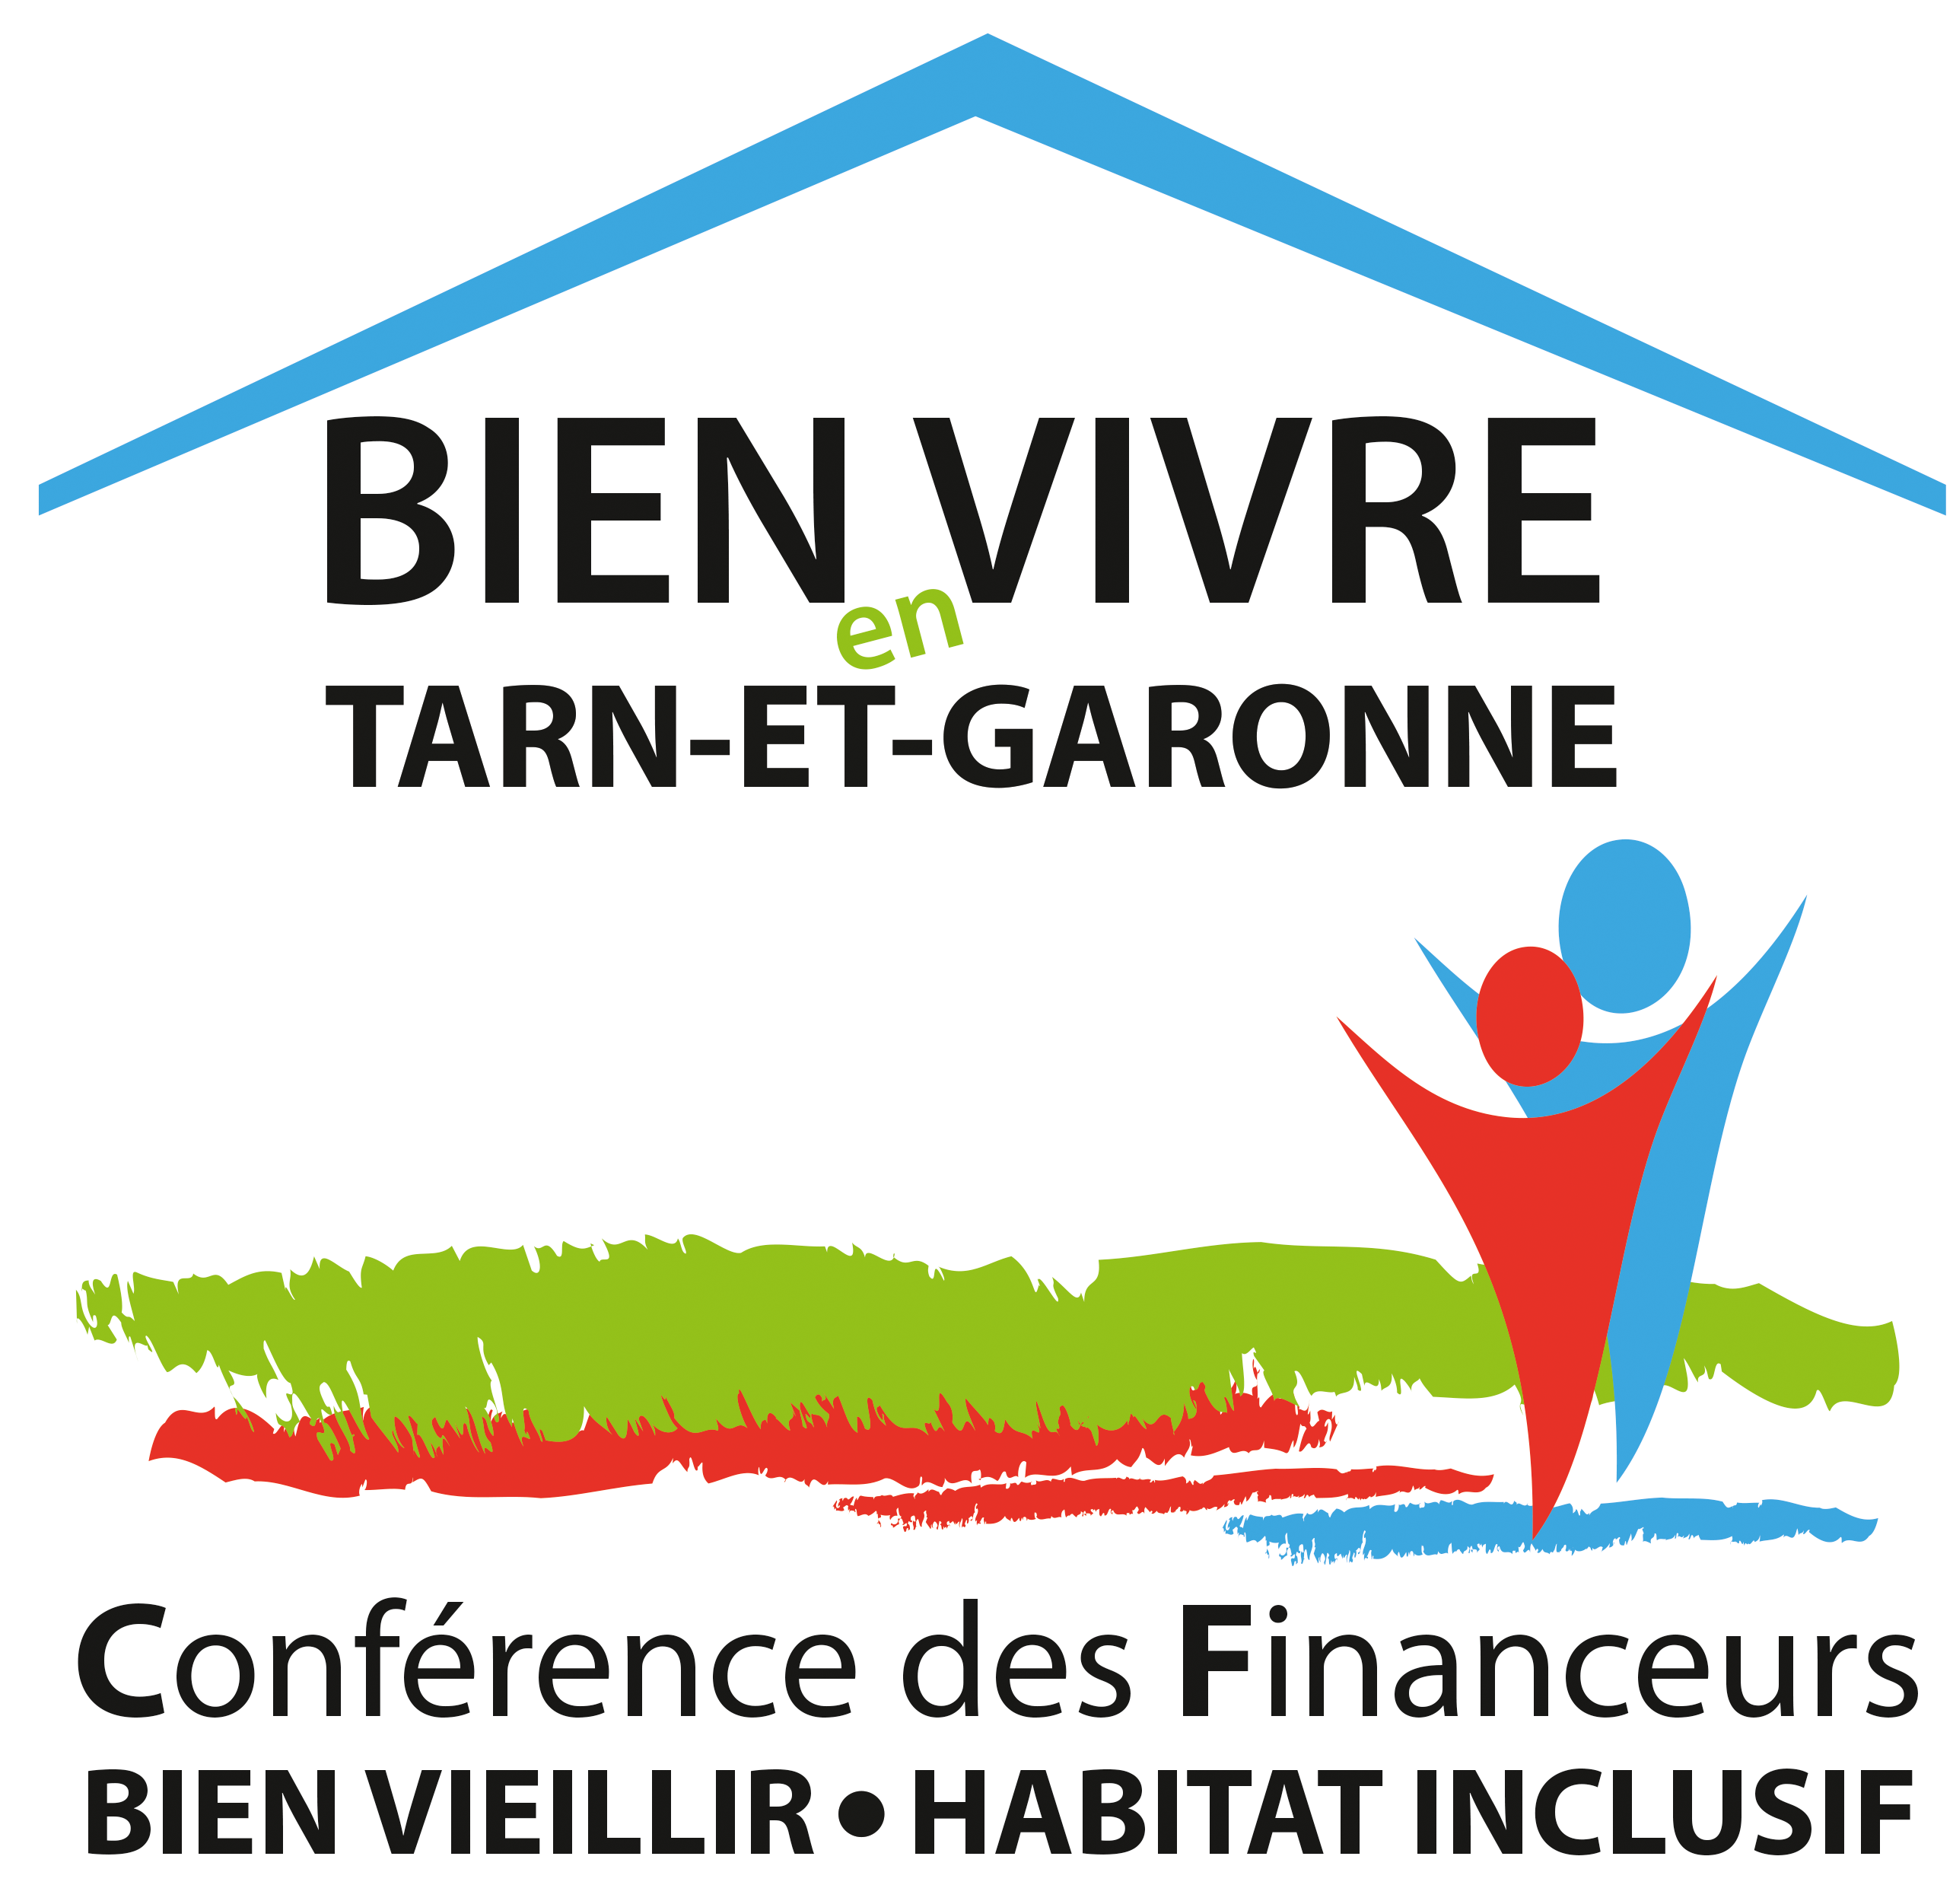 BIEN VIVRE
en
TARN–ET–GARONNE
Conférence des Financeurs
BIEN VIEILLIR • HABITAT INCLUSIF